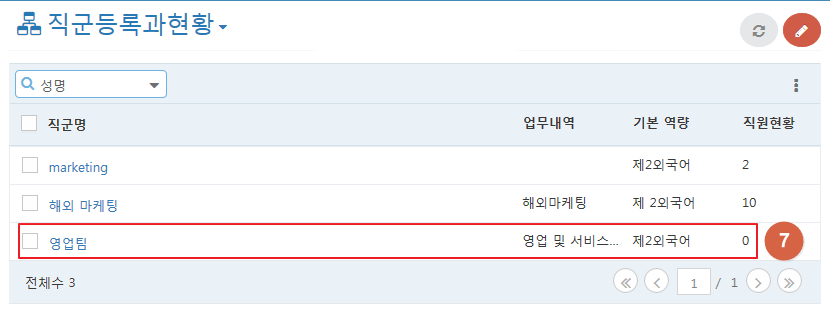 직군등록과현황
성명
직군명 업무내역 기본 역량 직원현황
marketing 제2외국어 2
해외 마케팅 해외마케팅 제 2외국어 10
영업팀 영업 및 서비스... 제2외국어 0 7
전체수 3 1 / 1